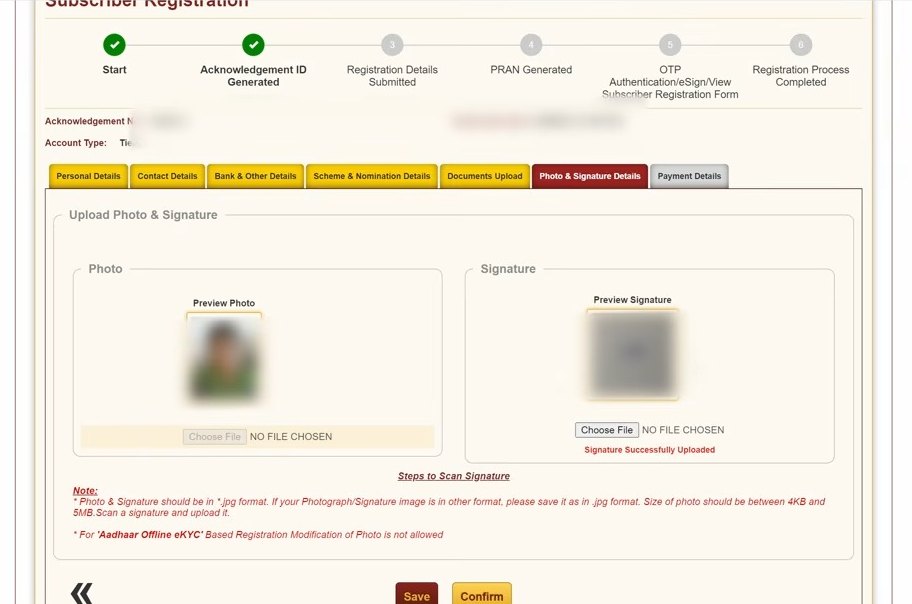 Subscriber Registration
3 4 5 6
Start Acknowledgement ID Generated Registration Details Submitted PRAN Generated OTP Authentication/eSign/View Subscriber Registration Form Registration Process Completed
Acknowledgement
Account Type:
Personal Details Contact Details Bank & Other Details Scheme & Nomination Details Documents Upload Photo & Signature Details Payment Details
Upload Photo & Signature
Photo Signature
Preview Photo Preview Signature
Choose File NO FILE CHOSEN
Choose File NO FILE CHOSEN
Signature Successfully Uploaded
Steps to Scan Signature
Note:
* Photo & Signature should be in *.jpg format. If your Photograph/Signature image is in other format, please save it as in .jpg format. Size of photo should be between 4KB and
5MB.Scan a signature and upload it.
* For 'Aadhaar Offline eKYC' Based Registration Modification of Photo is not allowed
Save Confirm